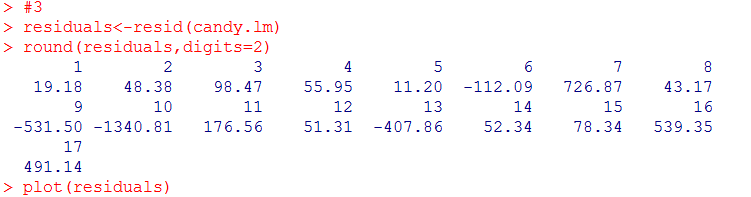 > #3
> residuals<-resid(candy.lm)
> round(residuals,digits=2)
1 2 3 4 5 6 7 8
19.18 48.38 98.47 55.95 11.20 -112.09 726.87 43.17
9 10 11 12 13 14 15 16
-531.50 -1340.81 176.56 51.31 -407.86 52.34 78.34 539.35
17
491.14
> plot(residuals)